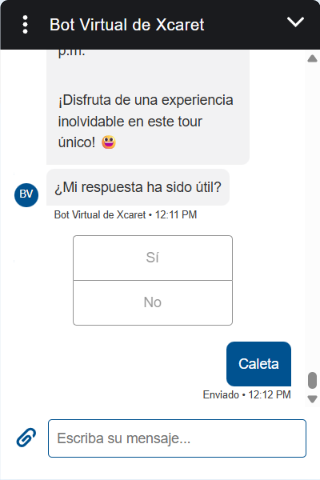 Bot Virtual de Xcaret
p.m.
¡Disfruta de una experiencia
inolvidable en este tour
único! 😃
¿Mi respuesta ha sido útil?
BV
Bot Virtual de Xcaret • 12:11 PM
Sí
No
Caleta
Enviado • 12:12 PM
Escriba su mensaje...